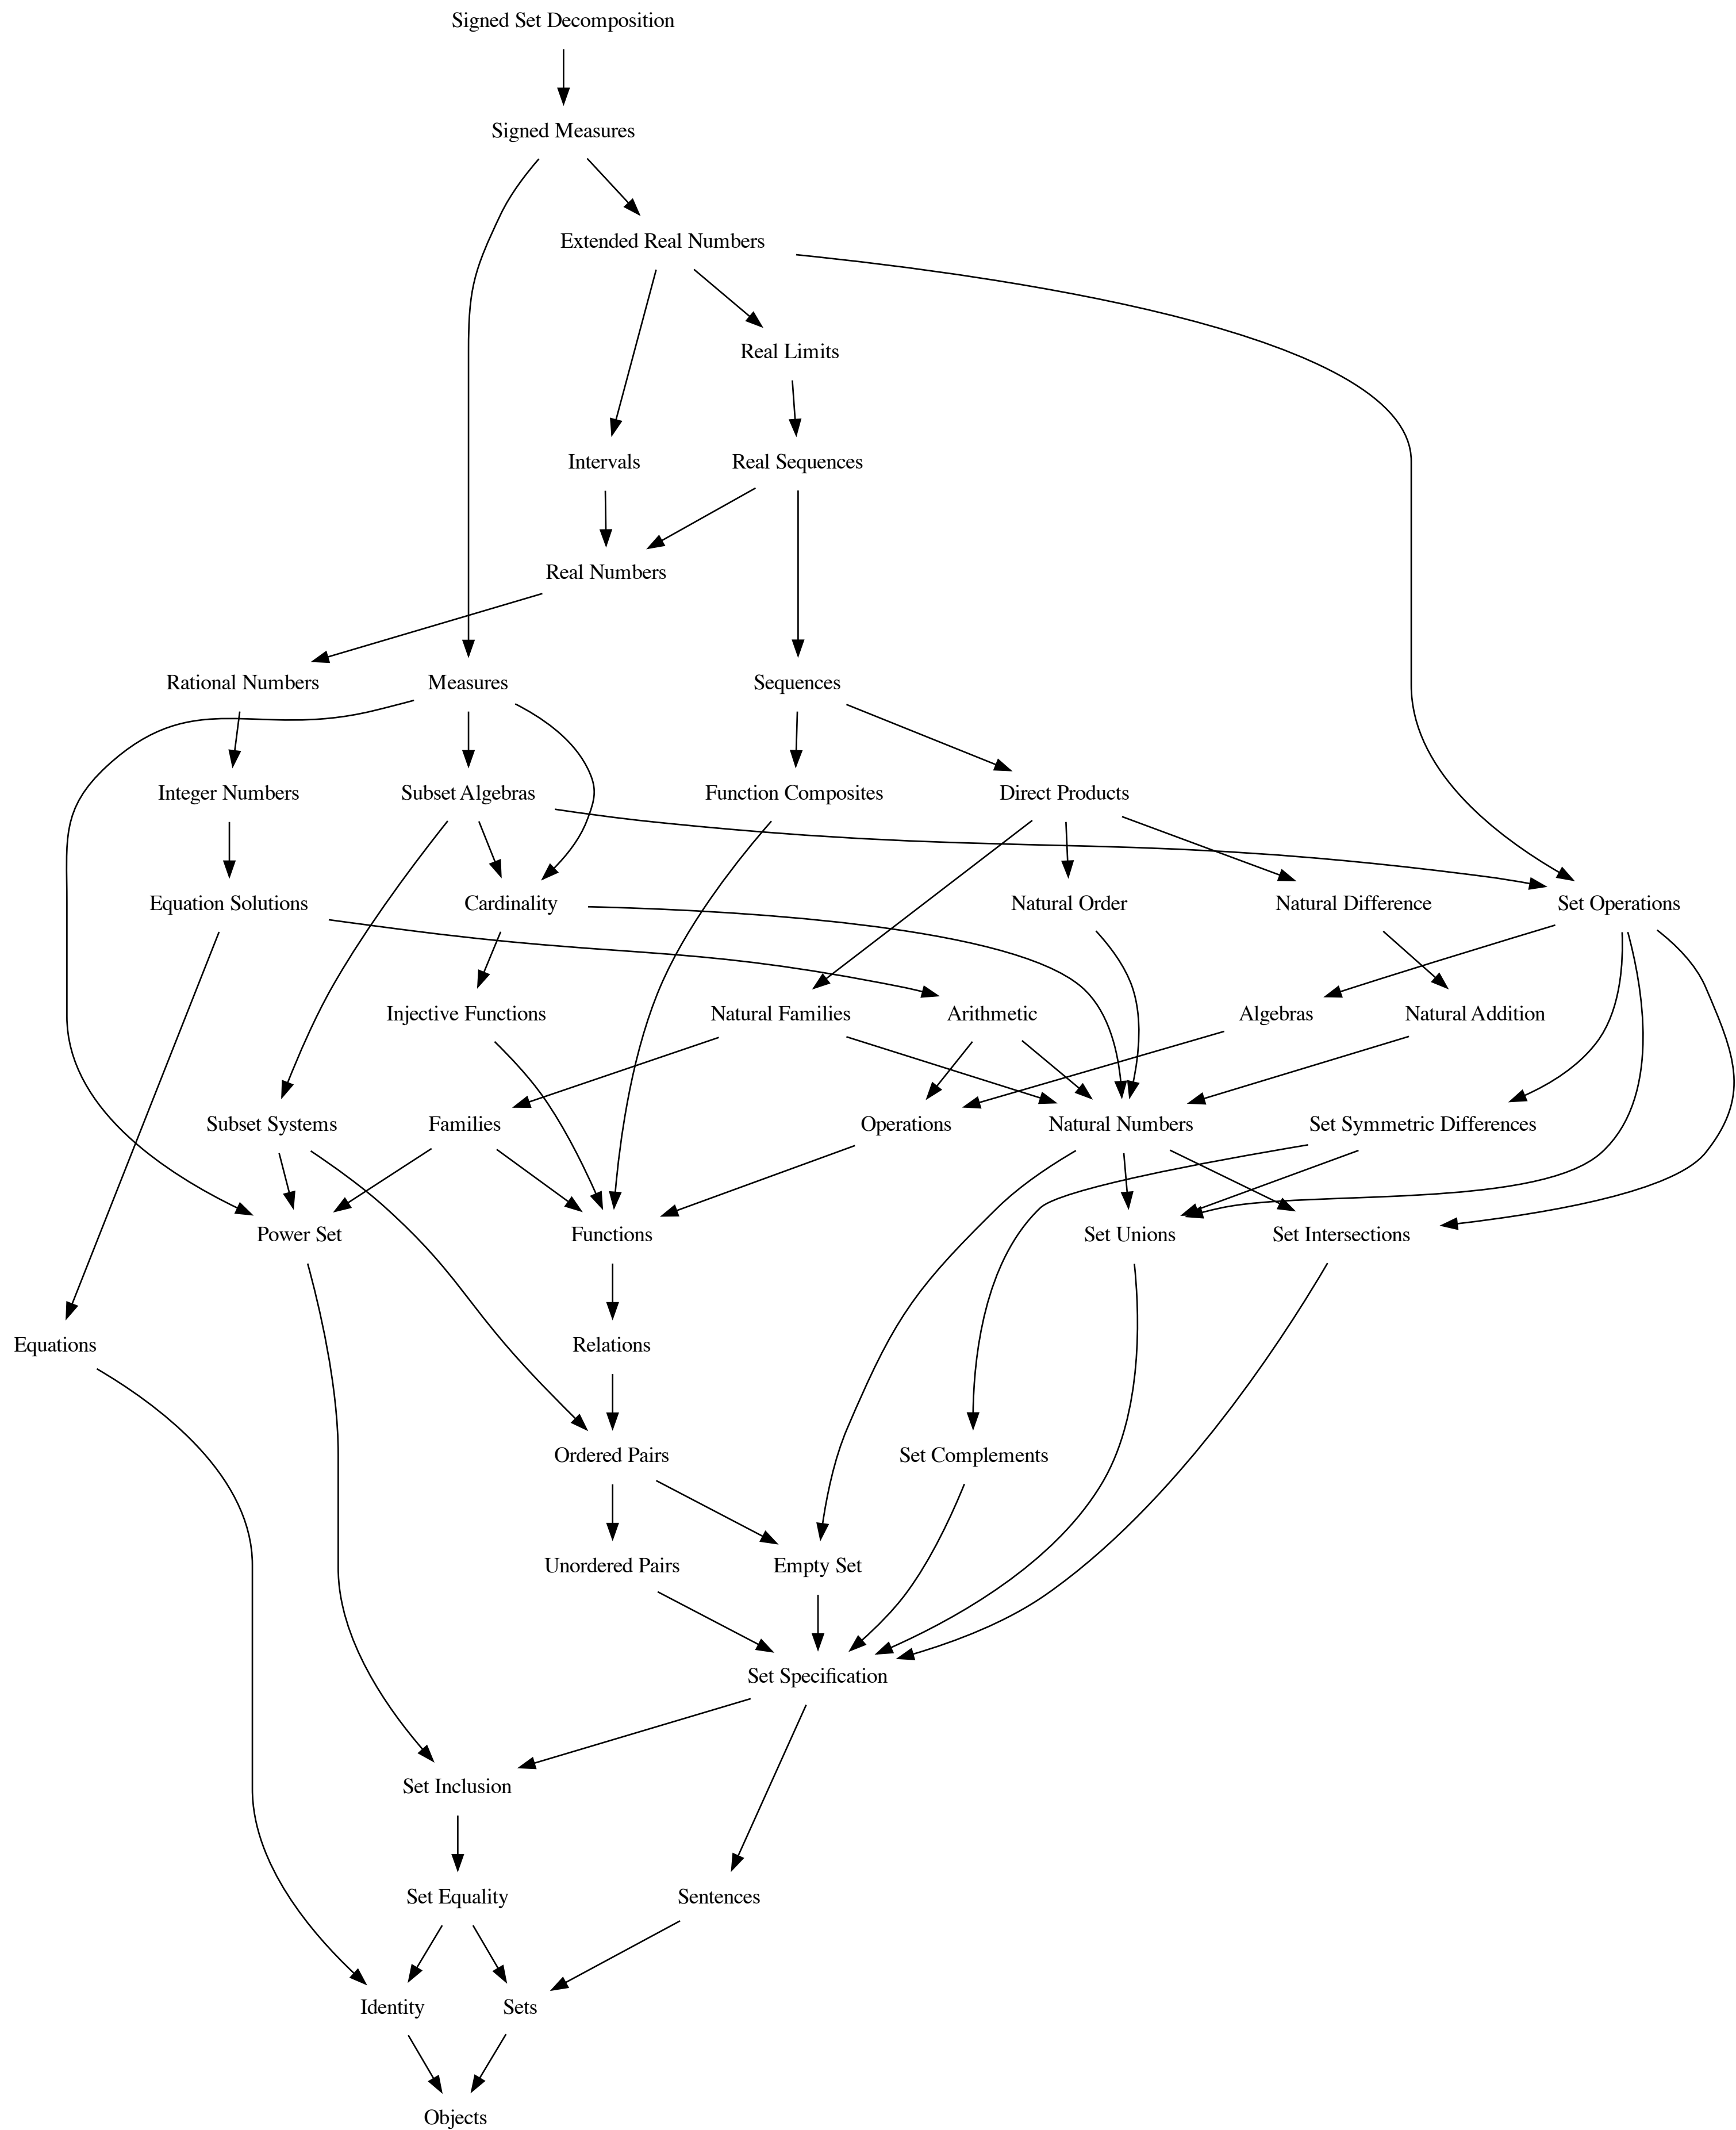 Signed Set Decomposition
Signed Measures
Extended Real Numbers
Real Limits
Intervals
Real Sequences
Real Numbers
Rational Numbers
Measures
Sequences
Integer Numbers
Subset Algebras
Function Composites
Direct Products
Equation Solutions
Cardinality
Natural Order
Natural Difference
Set Operations
Injective Functions
Natural Families
Arithmetic
Algebras
Natural Addition
Subset Systems
Families
Operations
Natural Numbers
Set Symmetric Differences
Power Set
Functions
Set Unions
Set Intersections
Equations
Relations
Ordered Pairs
Set Complements
Unordered Pairs
Empty Set
Set Specification
Set Inclusion
Set Equality
Sentences
Identity
Sets
Objects